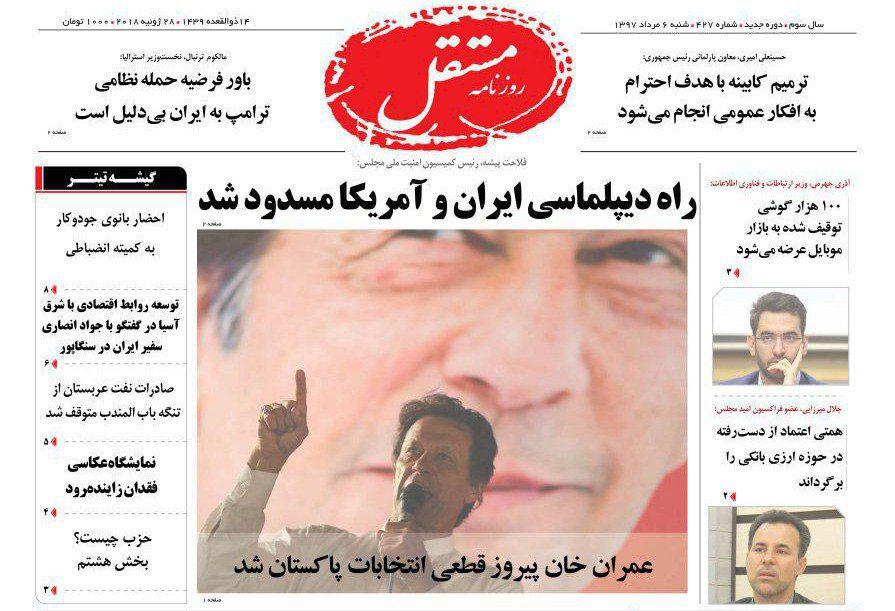 سال سوم • دوره جدید • شماره ۴۲۷ • شنبه ۶ مرداد ۱۳۹۷
۱۴ ذوالقعده ۱۴۳۹ • ۲۸ ژوئیه ۲۰۱۸ • ۱۰۰۰ تومان
روزنامه
مستقل
حسینعلی امیری، معاون پارلمانی رئیس جمهوری:
ترمیم کابینه با هدف احترام
به افکار عمومی انجام می‌شود
صفحه ۲
مالکوم ترنبال، نخست‌وزیر استرالیا:
باور فرضیه حمله نظامی
ترامپ به ایران بی‌دلیل است
صفحه ۲
فلاحت پیشه، رئیس کمیسیون امنیت ملی مجلس:
راه دیپلماسی ایران و آمریکا مسدود شد
صفحه ۲
آذری جهرمی، وزیر ارتباطات و فناوری اطلاعات:
۱۰۰ هزار گوشی
توقیف شده به بازار
موبایل عرضه می‌شود
۳
جلال میرزایی، عضو فراکسیون امید مجلس:
همتی اعتماد از دست‌رفته
در حوزه ارزی بانکی را
برگرداند
۲
عمران خان پیروز قطعی انتخابات پاکستان شد
صفحه ۱
گیشه تیتر
احضار بانوی جودوکار
به کمیته انضباطی
۸
توسعه روابط اقتصادی با شرق
آسیا در گفتگو با جواد انصاری
سفیر ایران در سنگاپور
۶
صادرات نفت عربستان از
تنگه باب المندب متوقف شد
۵
نمایشگاه‌عکاسی
فقدان‌زاینده‌رود
۴
حزب چیست؟
بخش هشتم
۳